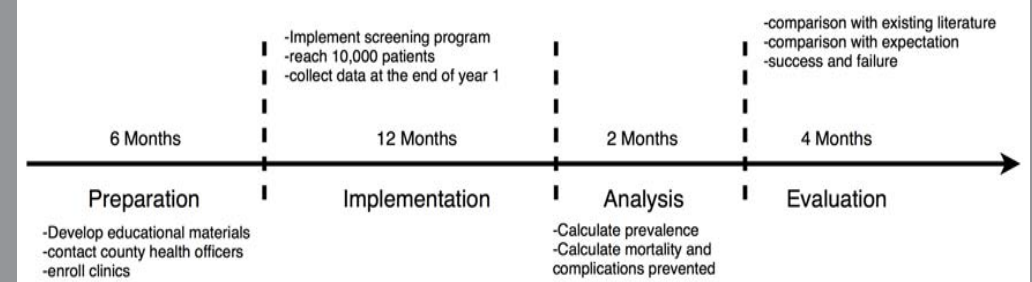 -Implement screening program
-reach 10,000 patients
-collect data at the end of year 1
-comparison with existing literature
-comparison with expectation
-success and failure
6 Months
12 Months
2 Months
4 Months
Preparation
Implementation
Analysis
Evaluation
-Develop educational materials
-contact county health officers
-enroll clinics
-Calculate prevalence
-Calculate mortality and
complications prevented